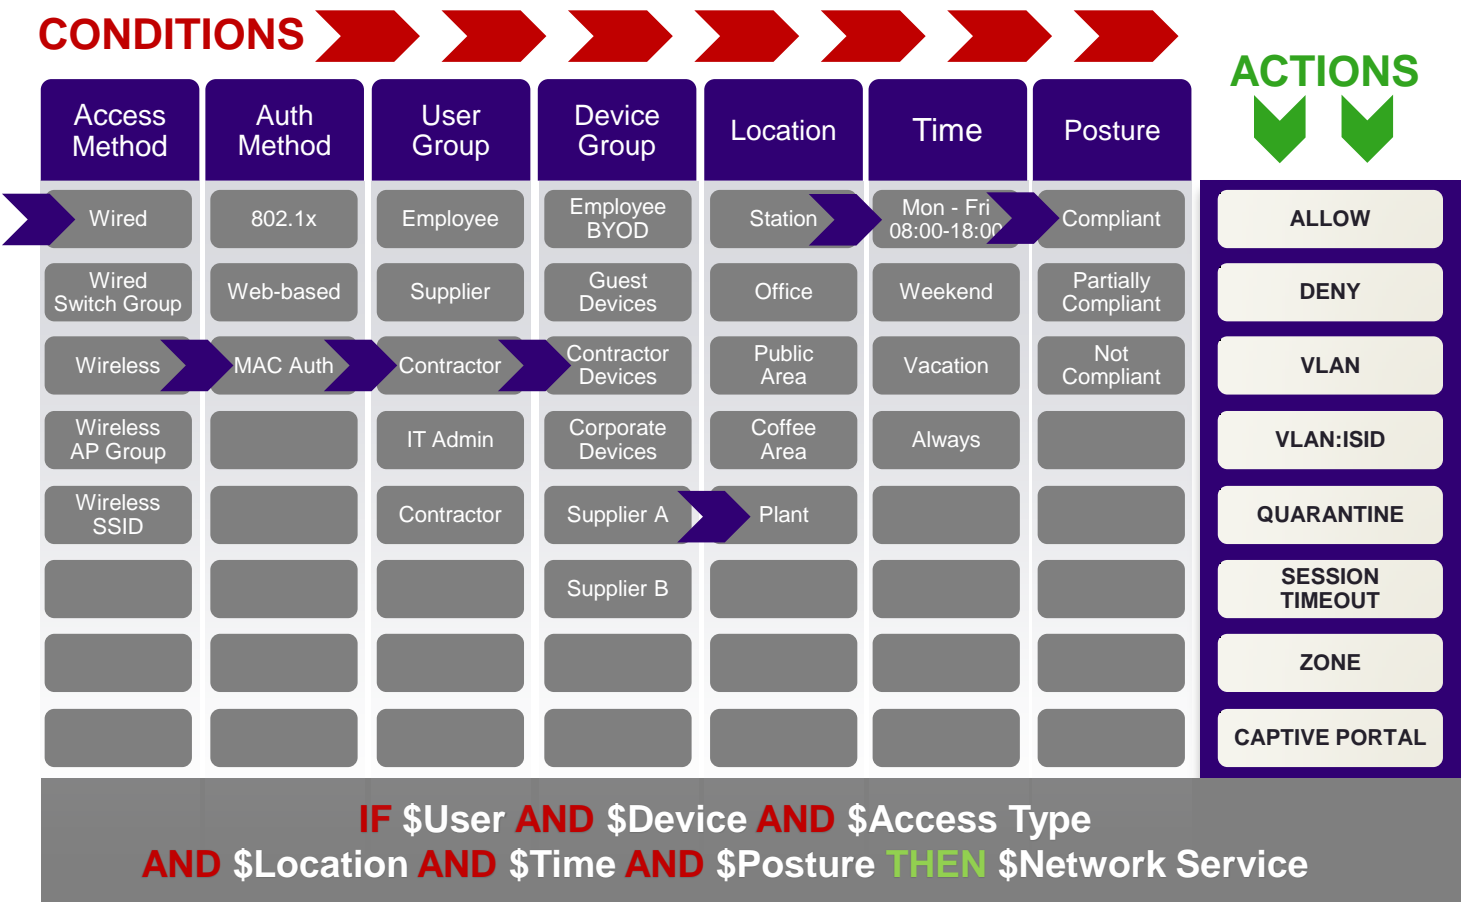 CONDITIONS
ACTIONS
Access
Method
Auth
Method
User
Group
Device
Group
Location
Time
Posture
Wired
802.1x
Employee
Employee
BYOD
Station
Mon - Fri
08:00-18:00
Compliant
ALLOW
Wired
Switch Group
Web-based
Supplier
Guest
Devices
Office
Weekend
Partially
Compliant
DENY
Wireless
MAC Auth
Contractor
Contractor
Devices
Public
Area
Vacation
Not
Compliant
VLAN
Wireless
AP Group
IT Admin
Corporate
Devices
Coffee
Area
Always
VLAN:ISID
Wireless
SSID
Contractor
Supplier A
Plant
QUARANTINE
Supplier B
SESSION
TIMEOUT
ZONE
CAPTIVE PORTAL
IF $User AND $Device AND $Access Type
AND $Location AND $Time AND $Posture THEN $Network Service